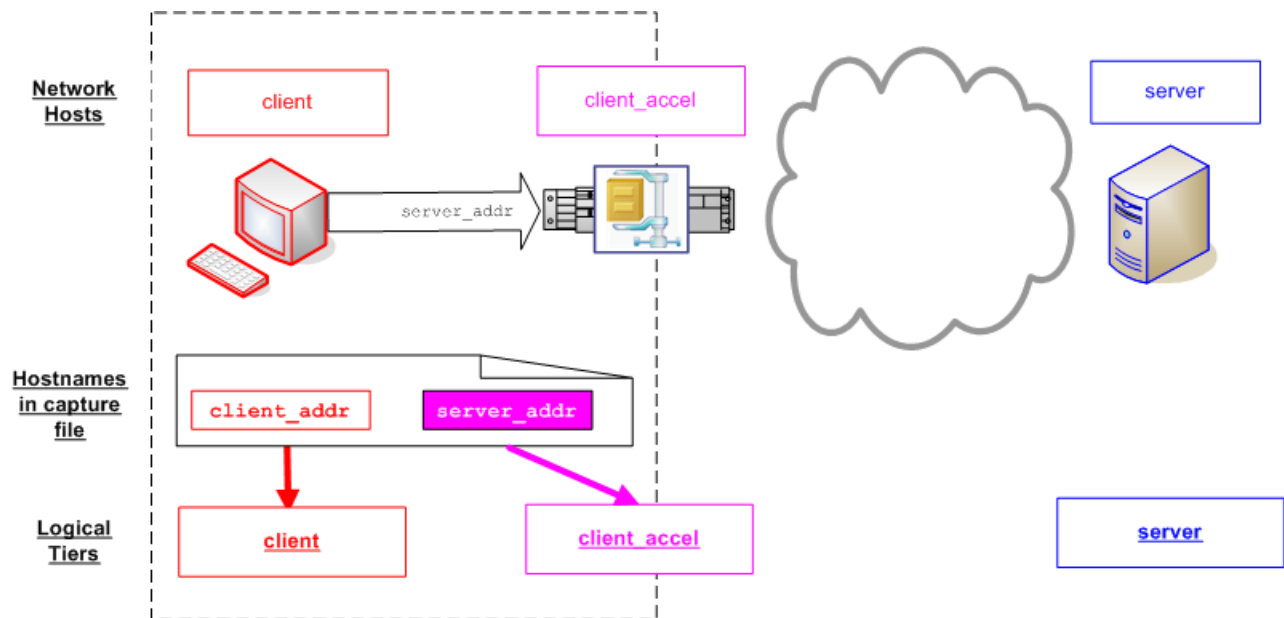 Network
Hosts
client
client_accel
server
server_addr
Hostnames
in capture
file
client_addr
server_addr
Logical
Tiers
client
client_accel
server